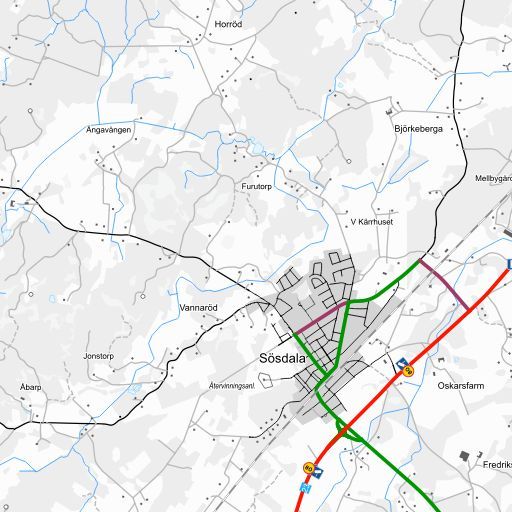 Horröd
Ängavången
Björkeberga
Furutorp
Mellbygård
V Kärrhuset
Vannaröd
Sösdala
Jonstorp
Åbarp
Återvinningsanl.
Oskarsfarm
Fredriks